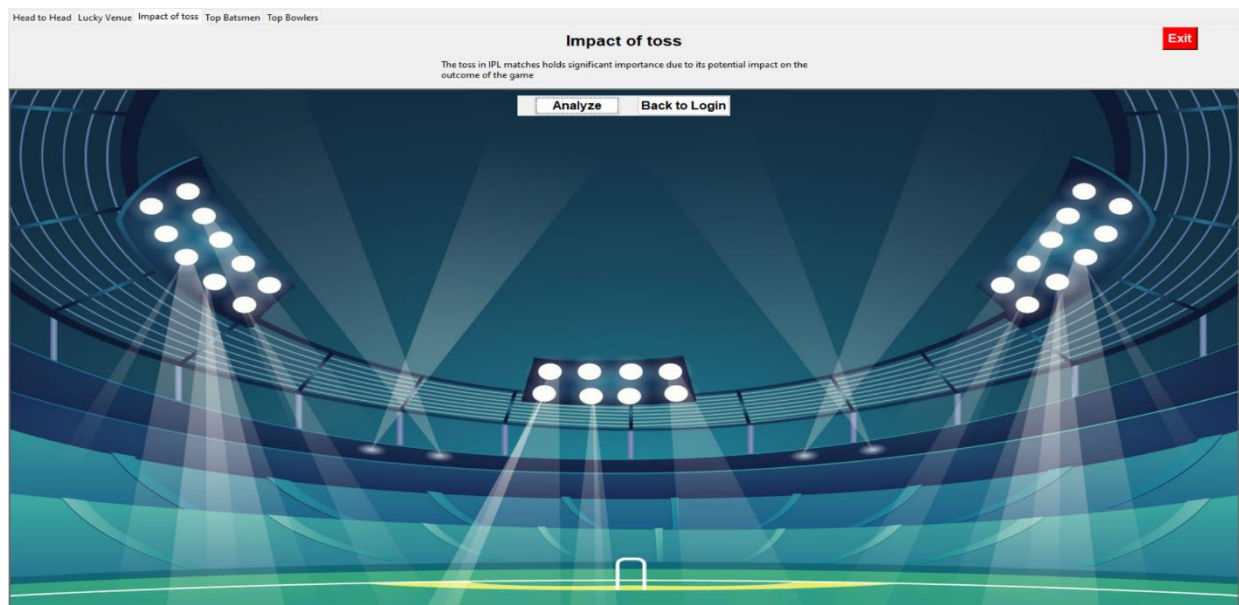 Head to Head Lucky Venue Impact of toss Top Batsmen Top Bowlers
Impact of toss
Exit
The toss in IPL matches holds significant importance due to its potential impact on the
outcome of the game
Analyze Back to Login